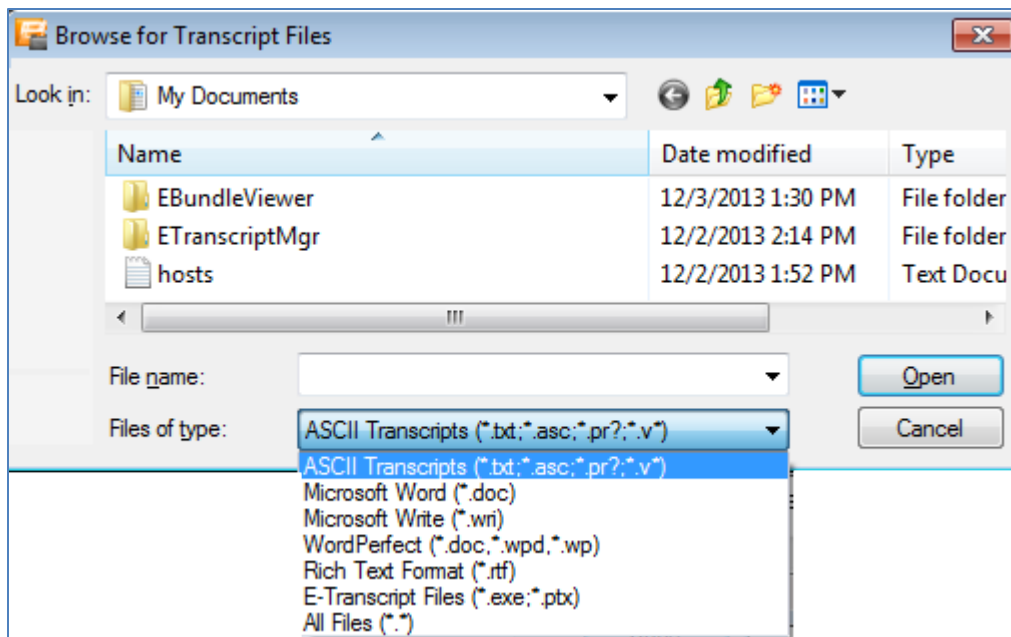 Browse for Transcript Files
Look in: My Documents
Name Date modified Type
EBundleViewer 12/3/2013 1:30 PM File folder
ETranscriptMgr 12/2/2013 2:14 PM File folder
hosts 12/2/2013 1:52 PM Text Docu
File name: Open
Files of type: ASCII Transcripts (*.txt;*.asc;*.pr?;*.v*) Cancel
ASCII Transcripts (*.txt;*.asc;*.pr?;*.v*)
Microsoft Word (*.doc)
Microsoft Write (*.wri)
WordPerfect (*.doc,*.wpd,*.wp)
Rich Text Format (*.rtf)
E-Transcript Files (*.exe;*.ptx)
All Files (*.*)